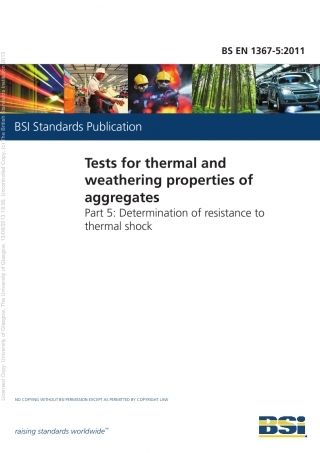 BS EN 1367-5:2011
BSI Standards Publication
Tests for thermal and
weathering properties of
aggregates
Part 5: Determination of resistance to
thermal shock
NO COPYING WITHOUT BSI PERMISSION EXCEPT AS PERMITTED BY COPYRIGHT LAW
raising standards worldwide™
BSi